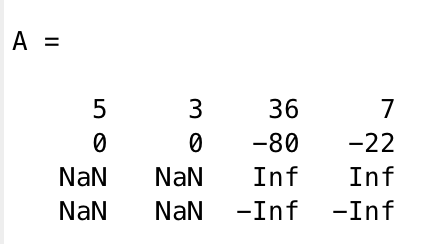 A =
5 3 36 7
0 0 -80 -22
NaN NaN Inf Inf
NaN NaN -Inf -Inf